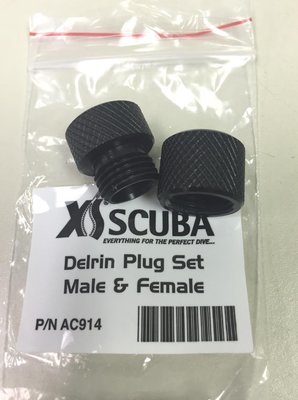 XS SCUBA
EVERYTHING FOR THE PERFECT DIVE...
Delrin Plug Set
Male & Female
P/N AC914